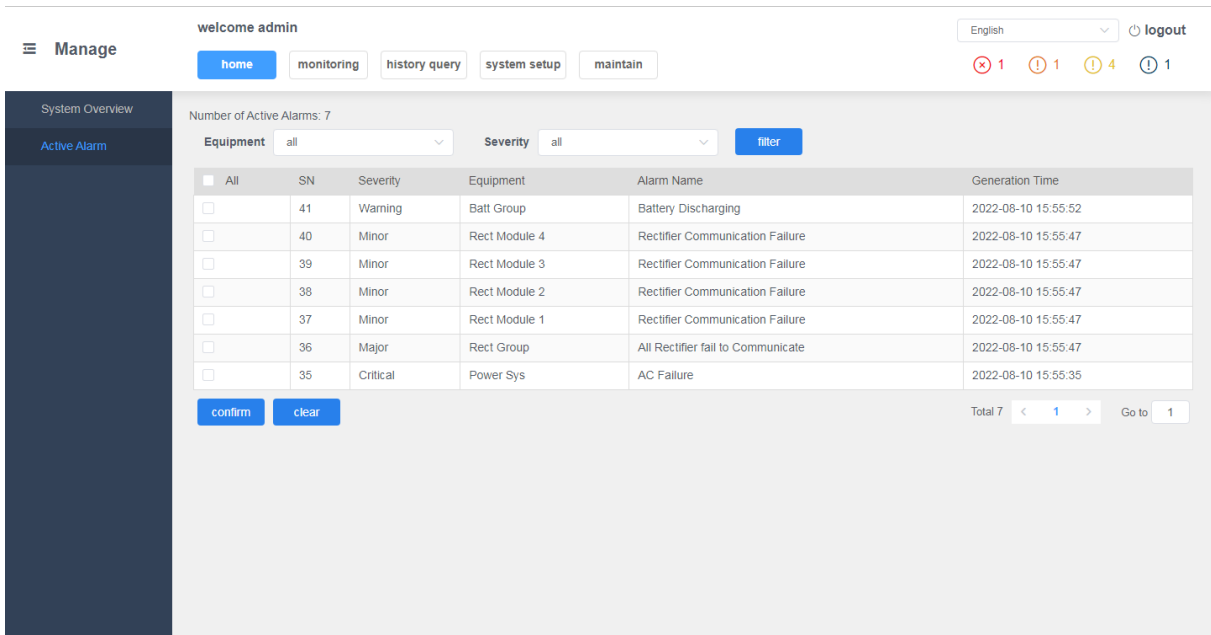 welcome admin
English
logout
Manage
home monitoring history query system setup maintain
1 1 4 1
System Overview
Active Alarm
Number of Active Alarms: 7
Equipment all Severity all filter
All SN Severity Equipment Alarm Name Generation Time
41 Warning Batt Group Battery Discharging 2022-08-10 15:55:52
40 Minor Rect Module 4 Rectifier Communication Failure 2022-08-10 15:55:47
39 Minor Rect Module 3 Rectifier Communication Failure 2022-08-10 15:55:47
38 Minor Rect Module 2 Rectifier Communication Failure 2022-08-10 15:55:47
37 Minor Rect Module 1 Rectifier Communication Failure 2022-08-10 15:55:47
36 Major Rect Group All Rectifier fail to Communicate 2022-08-10 15:55:47
35 Critical Power Sys AC Failure 2022-08-10 15:55:35
confirm clear Total 7 < 1 > Go to 1